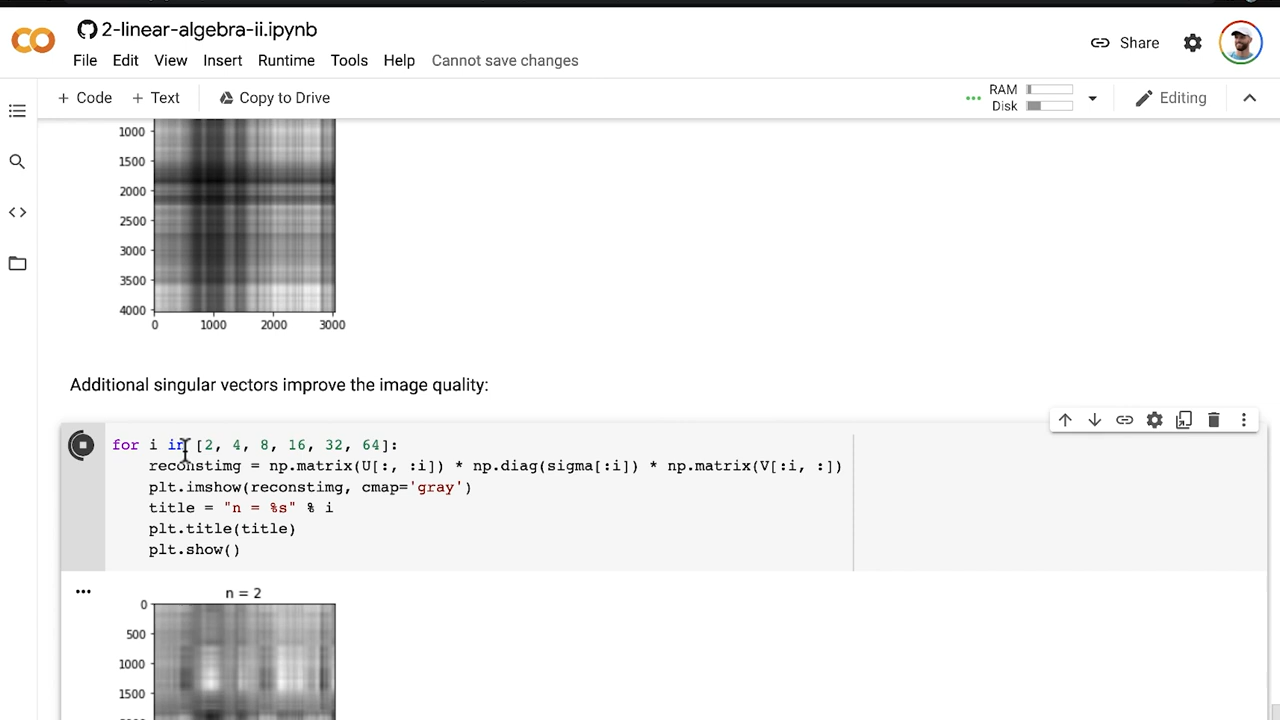 2-linear-algebra-ii.ipynb
Share
File Edit View Insert Runtime Tools Help Cannot save changes
+ Code + Text Copy to Drive
RAM
Disk
Editing
1000
1500
2000
2500
3000
3500
4000
0 1000 2000 3000
Additional singular vectors improve the image quality:
for i in [2, 4, 8, 16, 32, 64]:
reconstimg = np.matrix(U[:, :i]) * np.diag(sigma[:i]) * np.matrix(V[:i, :])
plt.imshow(reconstimg, cmap='gray')
title = "n = %s" % i
plt.title(title)
plt.show()
n = 2
0
500
1000
1500